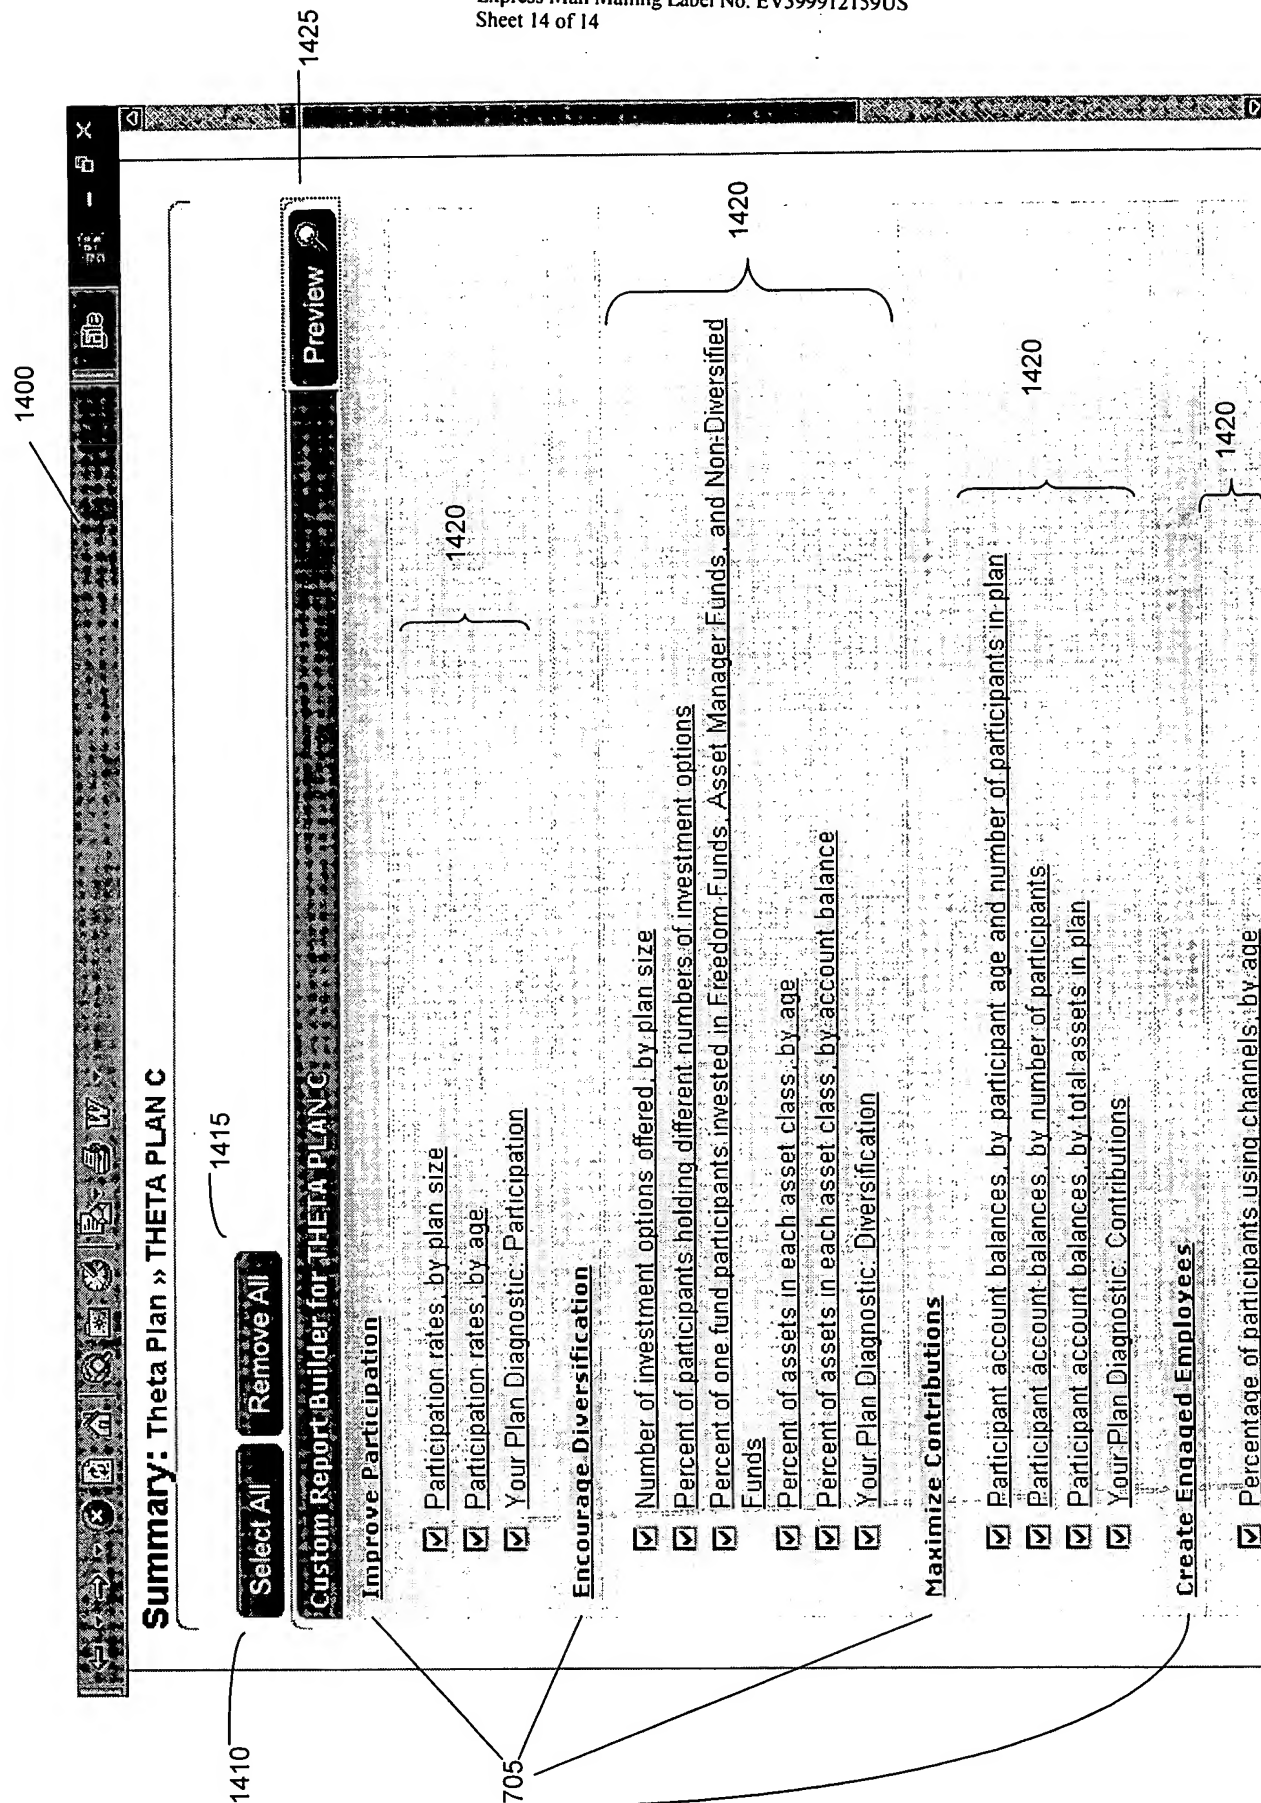 Express Mail Mailing Label No. EV399912159US
Sheet 14 of 14
1400
File
Summary: Theta Plan » THETA PLAN C
1410
Select All
Remove All
1415
Custom Report Builder for THETA PLAN C
Preview
1425
705
Improve Participation
Participation rates, by plan size
Participation rates, by age
Your Plan Diagnostic: Participation
1420
Encourage Diversification
Number of investment options offered, by plan size
Percent of participants holding different numbers of investment options
Percent of one fund participants invested in Freedom Funds, Asset Manager Funds, and Non-Diversified
Funds
Percent of assets in each asset class, by age
Percent of assets in each asset class, by account balance
Your Plan Diagnostic: Diversification
1420
Maximize Contributions
Participant account balances, by participant age and number of participants in plan
Participant account balances, by number of participants
Participant account balances, by total assets in plan
Your Plan Diagnostic: Contributions
1420
Create Engaged Employees
Percentage of participants using channels, by age
1420